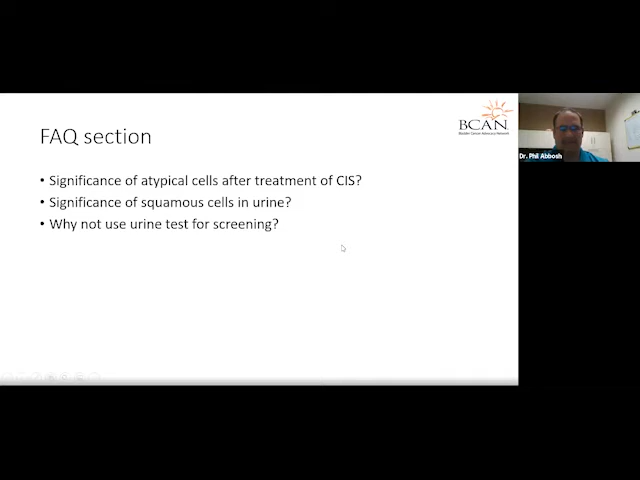 FAQ section
• Significance of atypical cells after treatment of CIS?
• Significance of squamous cells in urine?
• Why not use urine test for screening?
BCAN
Bladder Cancer Advocacy Network
Dr. Phil Abbosh